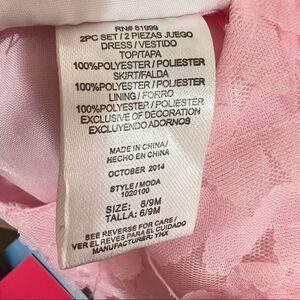 RN# 81999
2PC SET / 2 PIEZAS JUEGO
DRESS / VESTIDO
TOP/TAPA
100%POLYESTER / POLIESTER
SKIRT/FALDA
100%POLYESTER / POLIESTER
LINING / FORRO
100%POLYESTER / POLIESTER
EXCLUSIVE OF DECORATION
EXCLUYENDO ADORNOS
MADE IN CHINA/
HECHO EN CHINA
OCTOBER 2014
STYLE / MODA
1020100
SIZE: 6/9M
TALLA: 6/9M
SEE REVERSE FOR CARE /
VER EL REVES PARA EL CUIDADO
MANUFACTURER: YHX